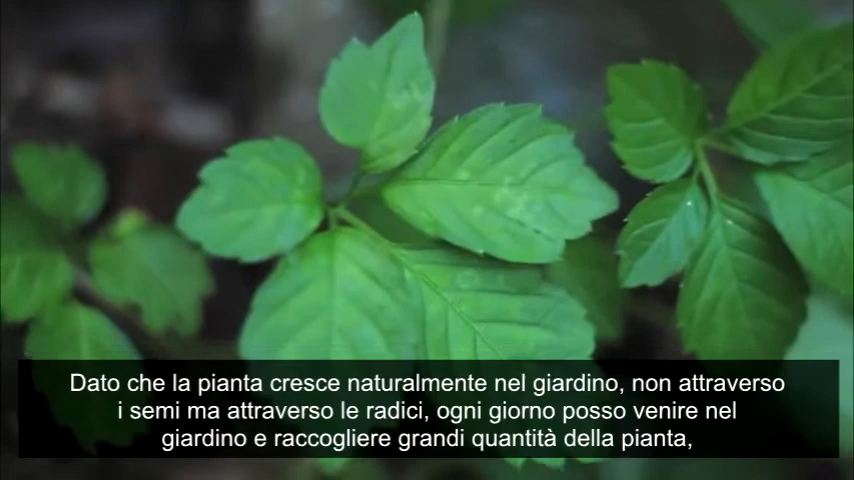 Dato che la pianta cresce naturalmente nel giardino, non attraverso
i semi ma attraverso le radici, ogni giorno posso venire nel
giardino e raccogliere grandi quantità della pianta,